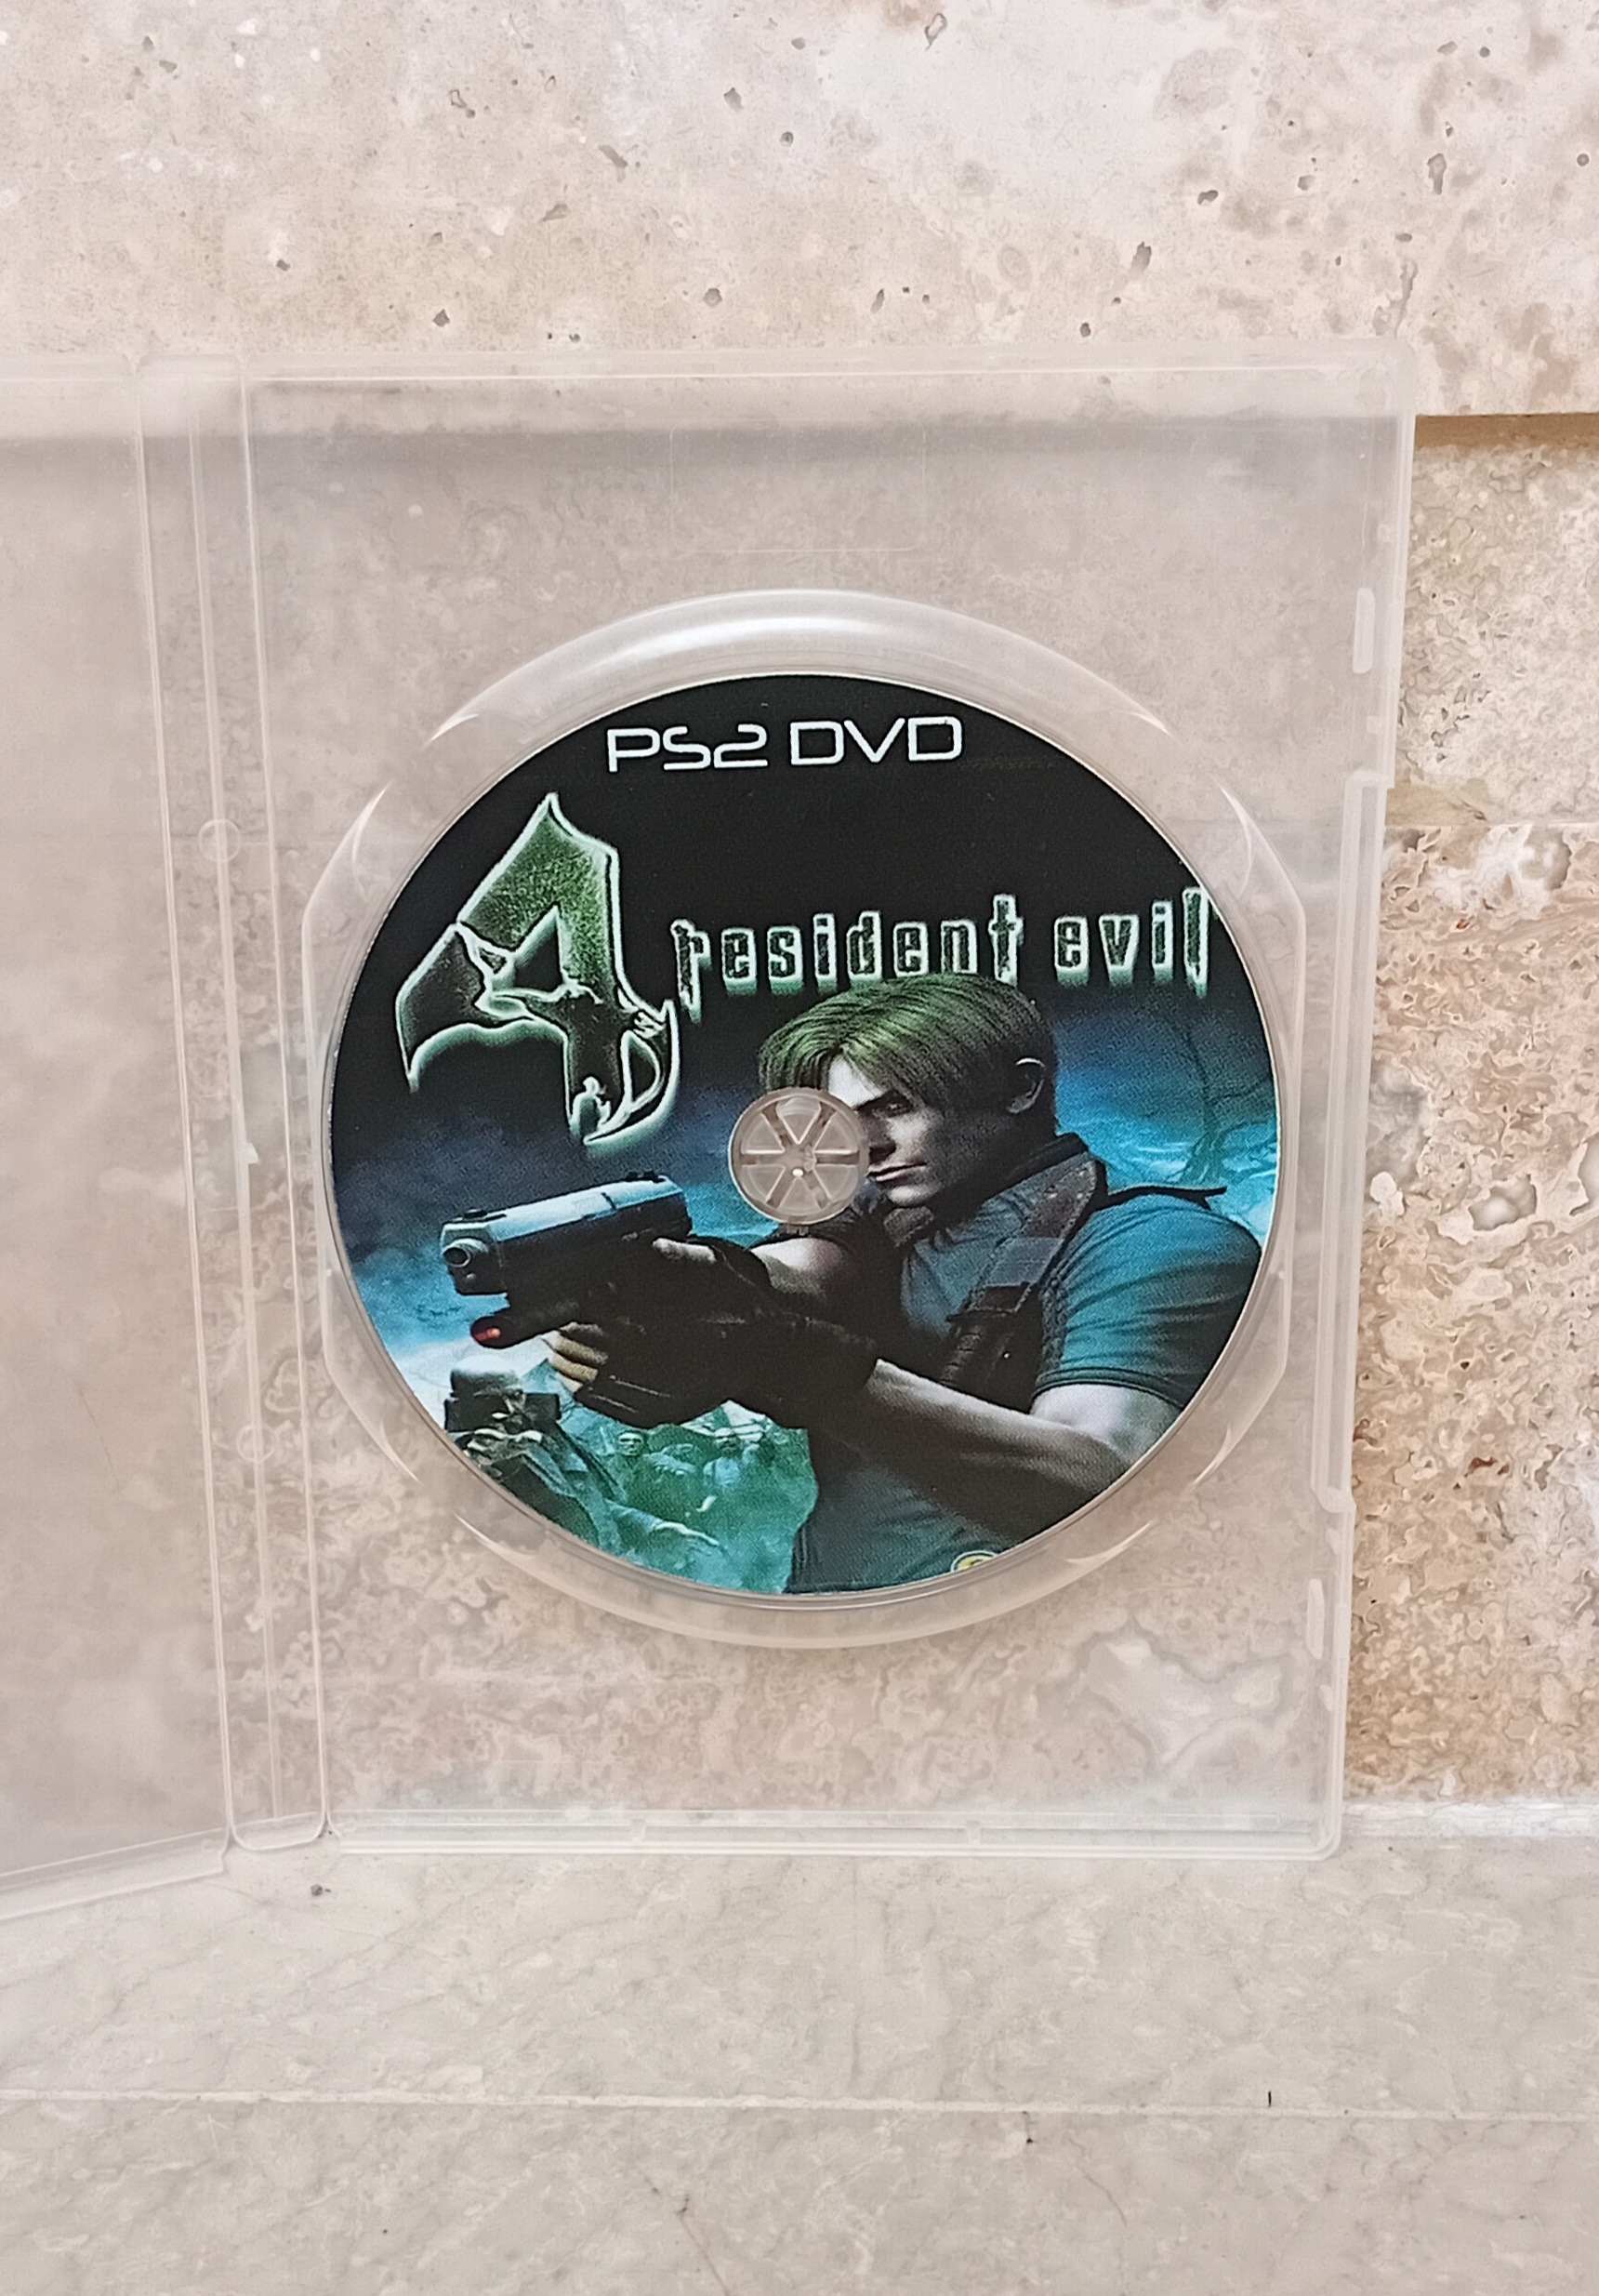 PS2 DVD
4
resident evil